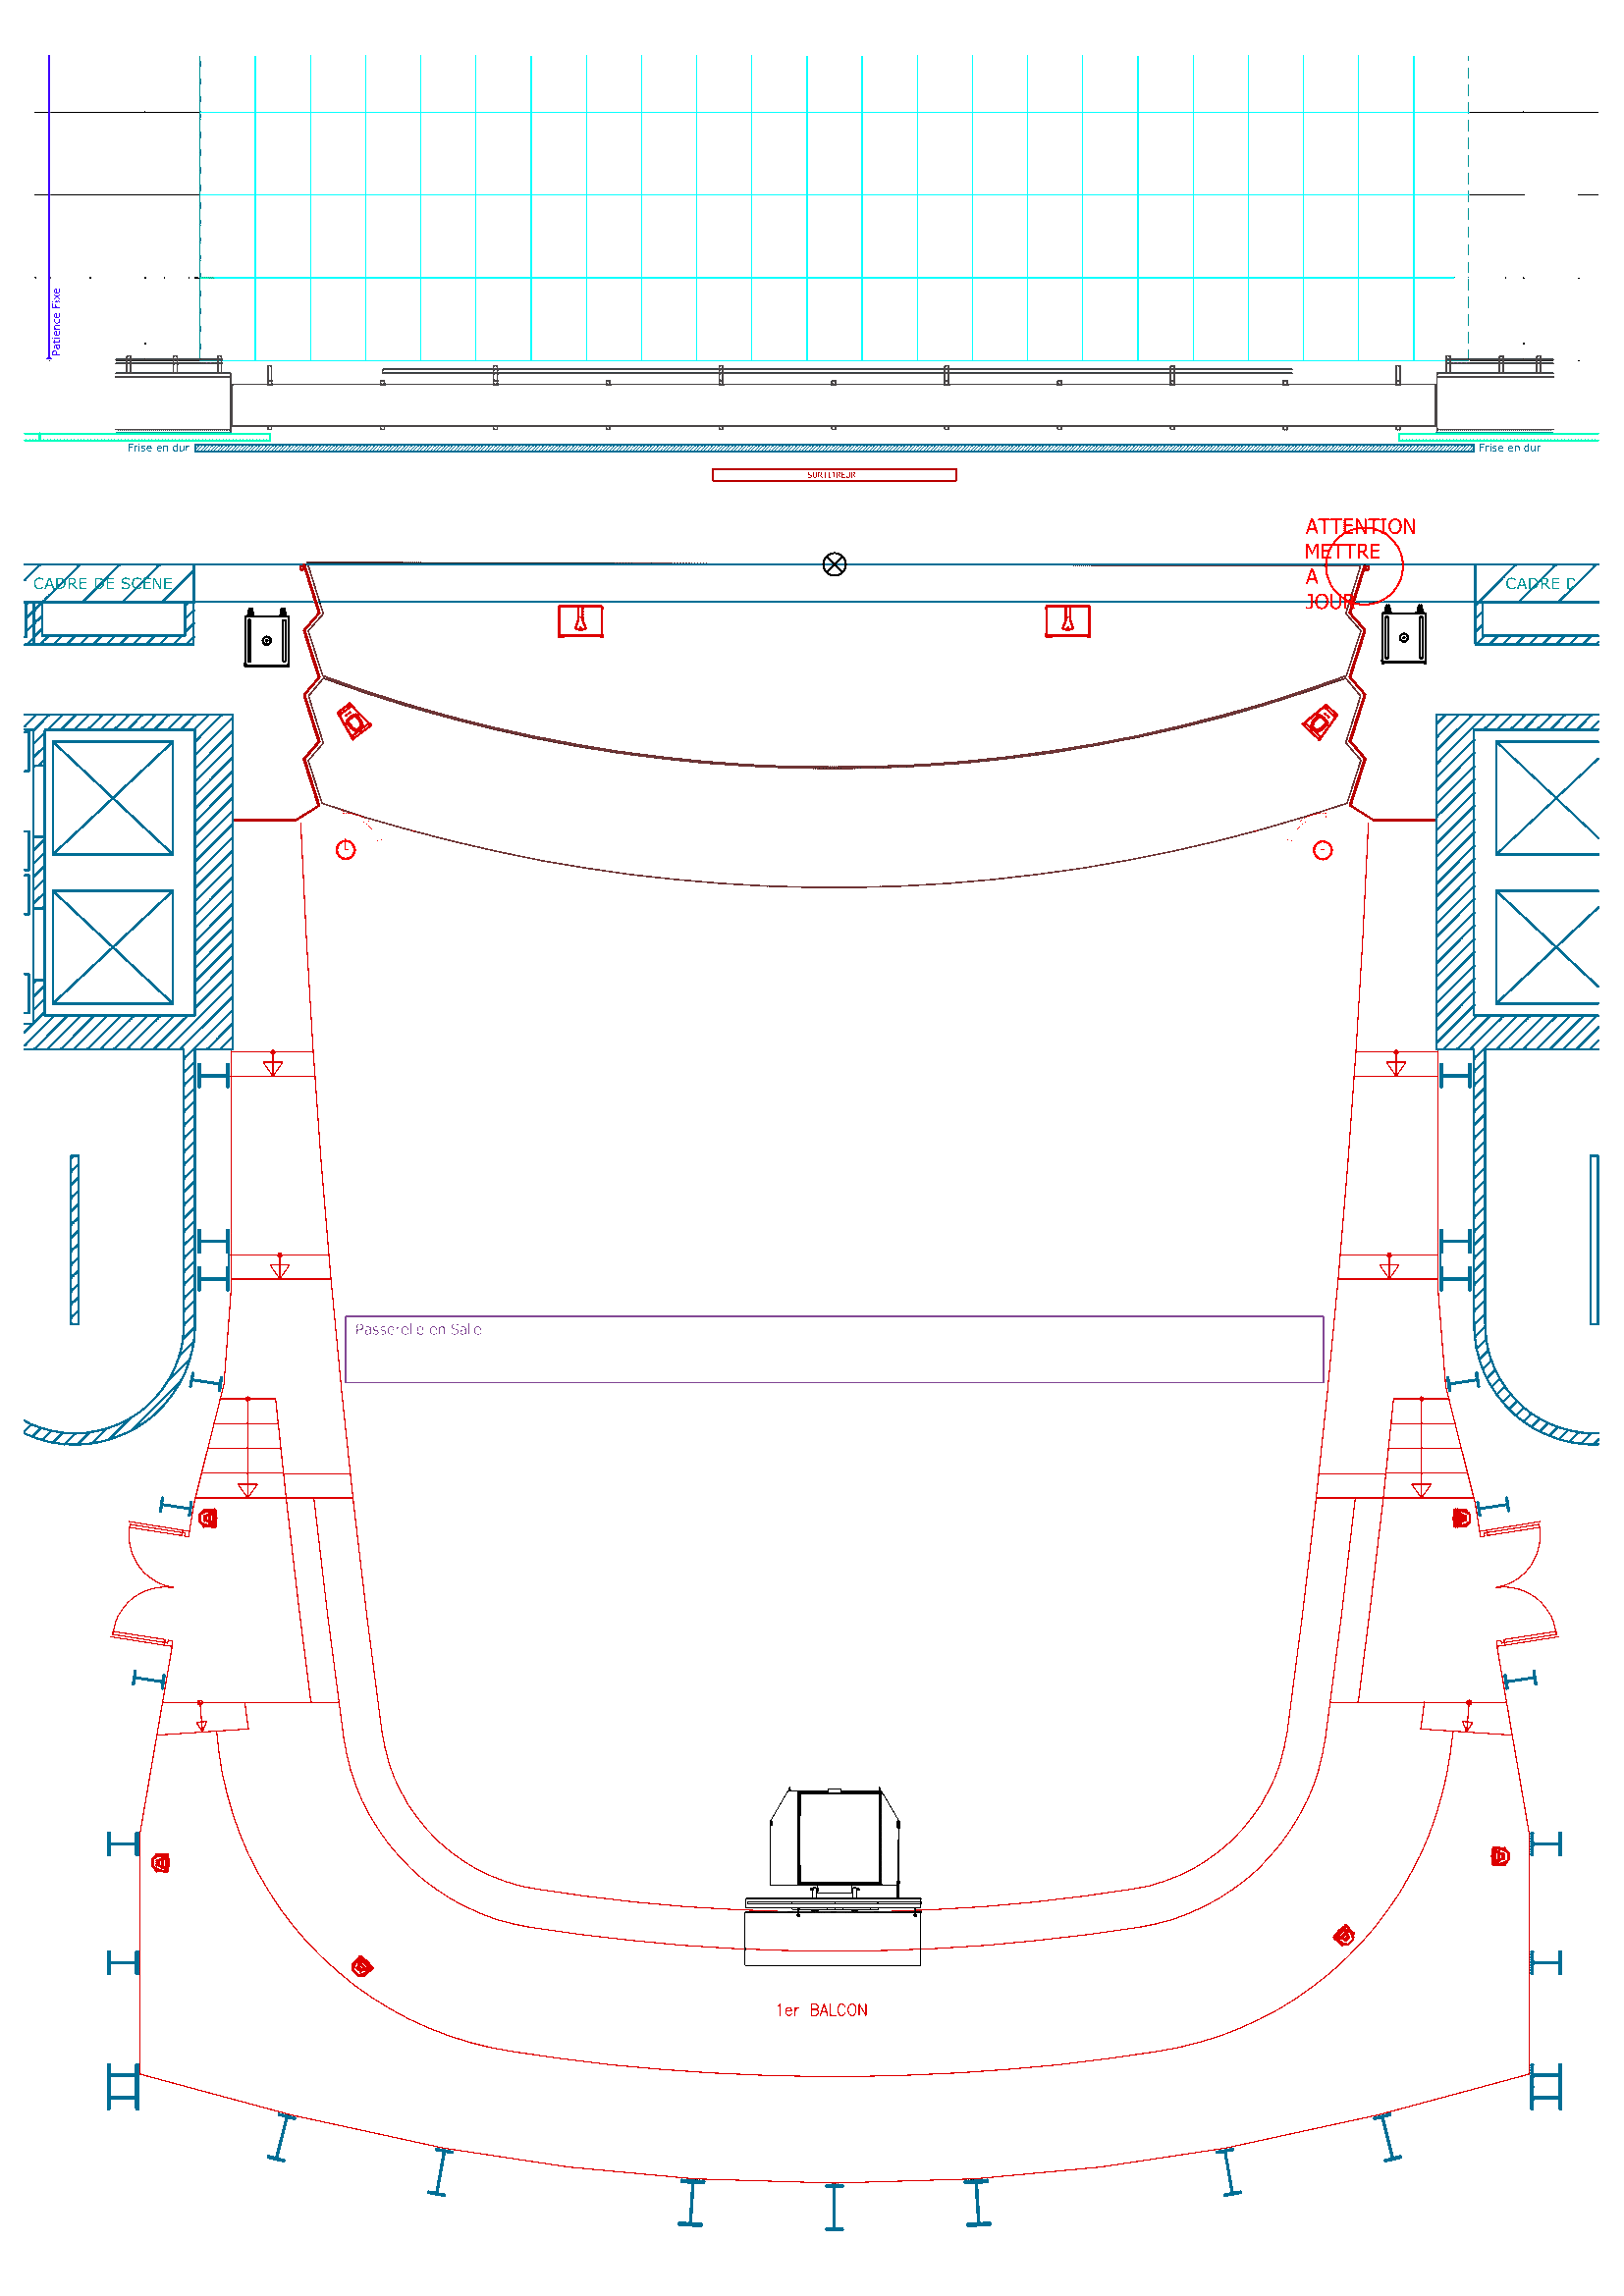 Patience Fixe
Frise en dur
Frise en dur
SURTITREUR
ATTENTION
METTRE
A
JOUR
CADRE DE SCENE
CADRE D
Passerelle en Salle
1er BALCON